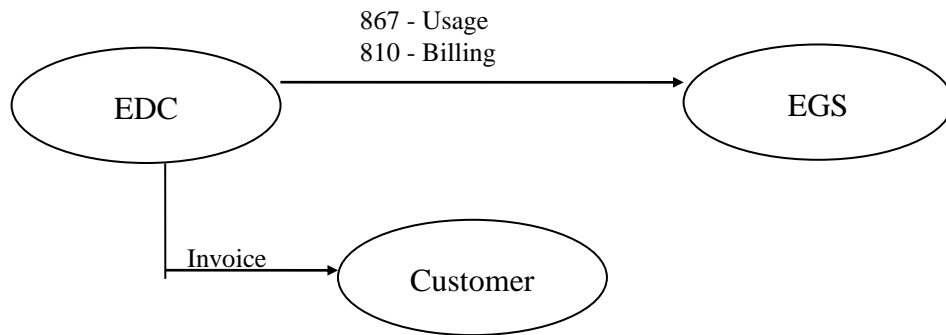 867 - Usage
810 - Billing
EDC
EGS
Invoice
Customer